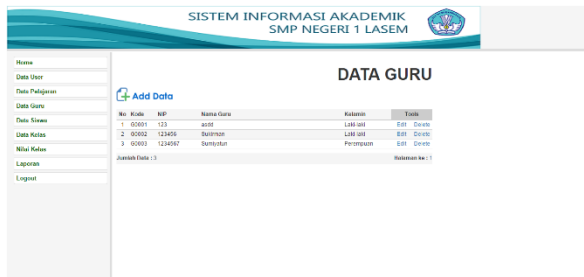 SISTEM INFORMASI AKADEMIK
SMP NEGERI 1 LASEM
Home
Data User
Data Pelajaran
Data Guru
Data Siswa
Data Kelas
Nilai Kelas
Laporan
Logout
DATA GURU
Add Data
No Kode NIP Nama Guru Kelamin Tools
1 G0001 123 Laki-laki Edit Delete
2 G0002 123456 Sukirman Laki-laki Edit Delete
3 G0003 1234567 Sumiyatun Perempuan Edit Delete
Jumlah Data : 3 Halaman ke : 1